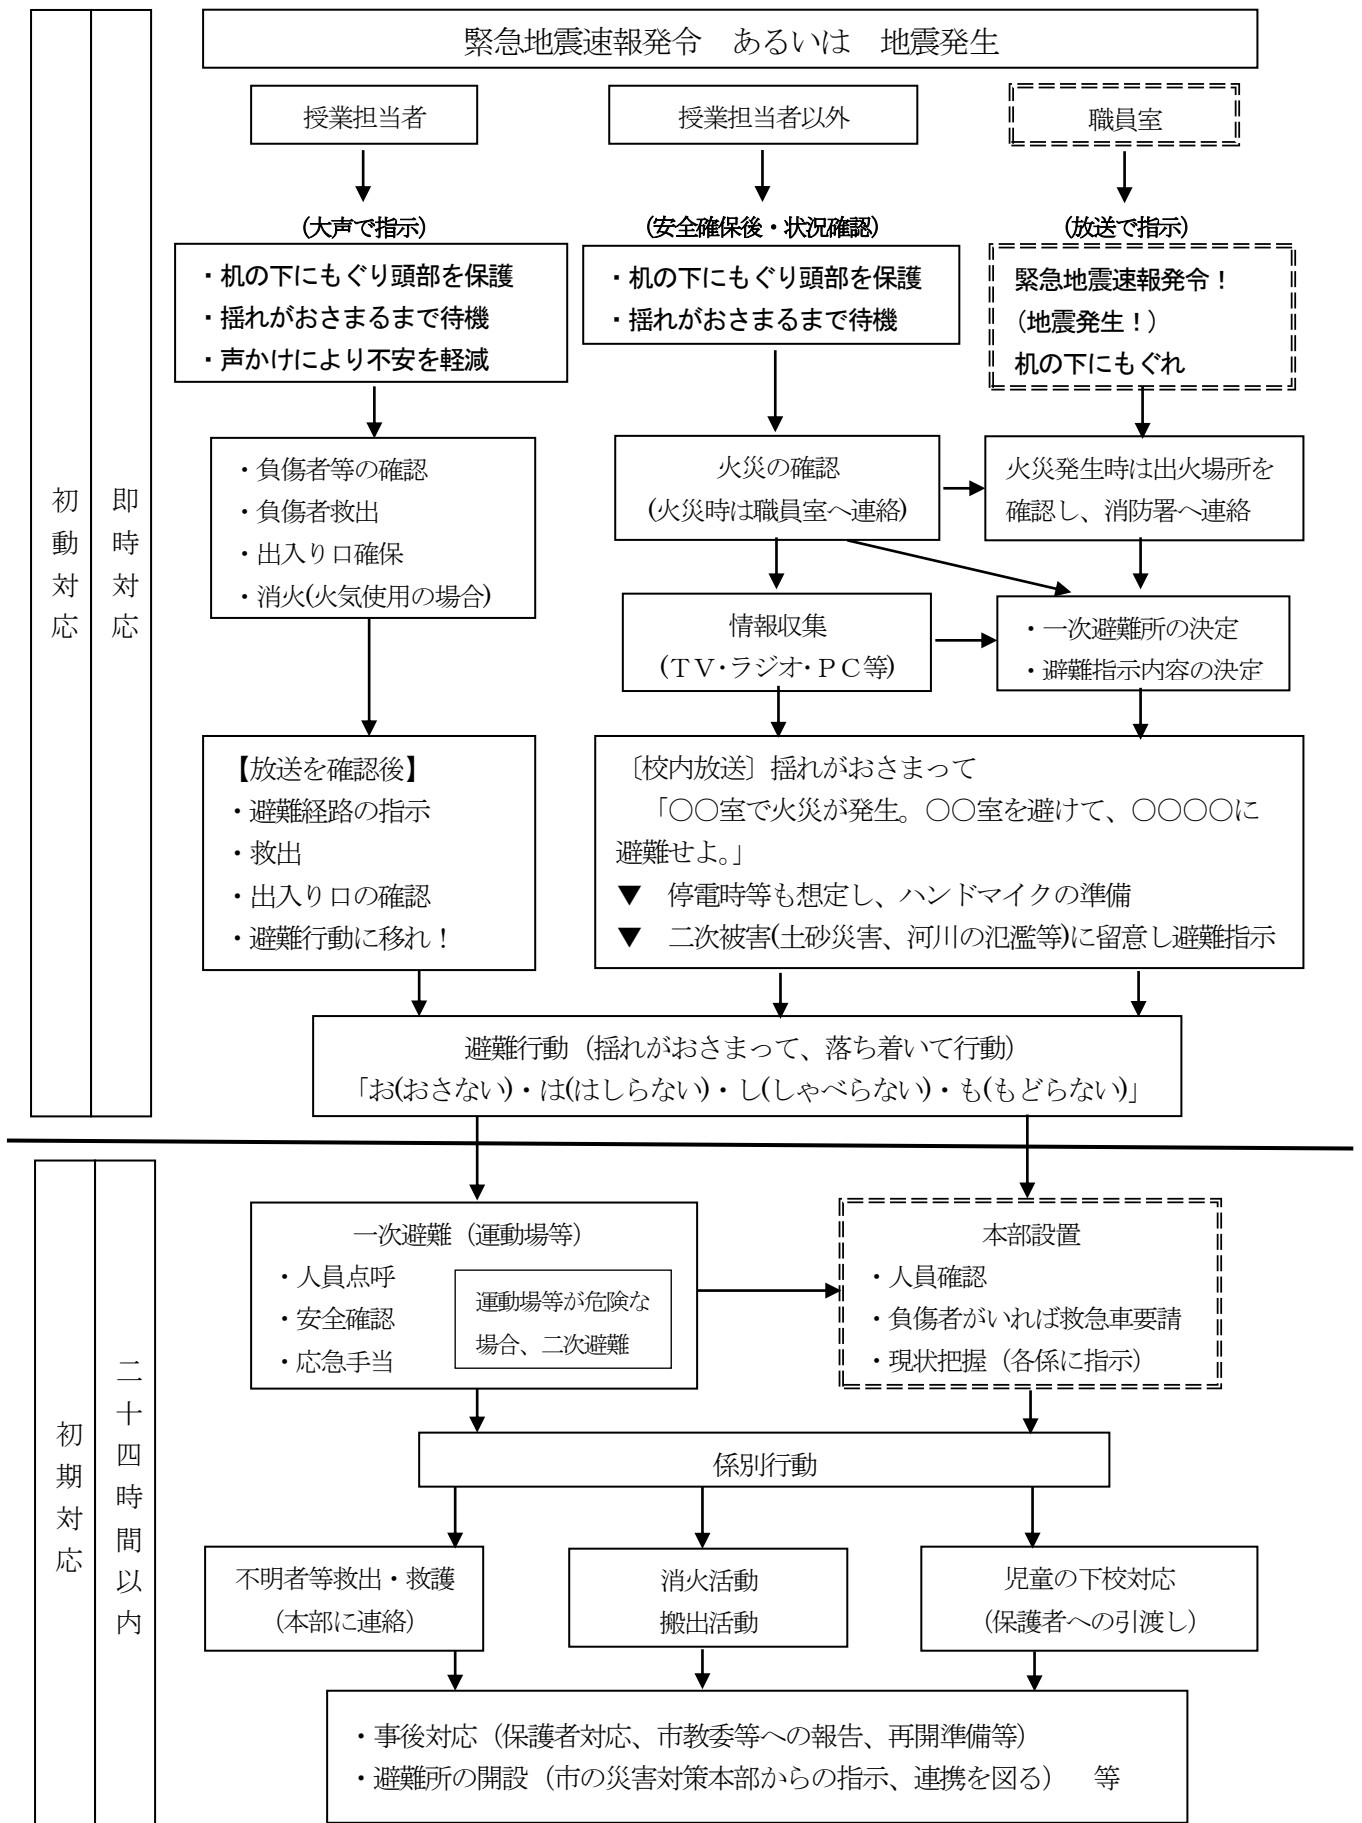 緊急地震速報発令　あるいは　地震発生
授業担当者
授業担当者以外
職員室
(大声で指示)
(安全確保後・状況確認)
(放送で指示)
・机の下にもぐり頭部を保護
・揺れがおさまるまで待機
・声かけにより不安を軽減
・机の下にもぐり頭部を保護
・揺れがおさまるまで待機
緊急地震速報発令！
（地震発生！）
机の下にもぐれ
初動対応
即時対応
・負傷者等の確認
・負傷者救出
・出入り口確保
・消火(火気使用の場合)
火災の確認
(火災時は職員室へ連絡)
火災発生時は出火場所を
確認し、消防署へ連絡
情報収集
(ＴＶ・ラジオ・ＰＣ等)
・一次避難所の決定
・避難指示内容の決定
【放送を確認後】
・避難経路の指示
・救出
・出入り口の確認
・避難行動に移れ！
〔校内放送〕揺れがおさまって
「〇〇室で火災が発生。〇〇室を避けて、〇〇〇〇に
避難せよ。」
▼　停電時等も想定し、ハンドマイクの準備
▼　二次被害(土砂災害、河川の氾濫等)に留意し避難指示
避難行動（揺れがおさまって、落ち着いて行動）
「お(おさない)・は(はしらない)・し(しゃべらない)・も(もどらない)」
初期対応
二十四時間以内
一次避難（運動場等）
・人員点呼
・安全確認
・応急手当
運動場等が危険な
場合、二次避難
本部設置
・人員確認
・負傷者がいれば救急車要請
・現状把握（各係に指示）
係別行動
不明者等救出・救護
（本部に連絡）
消火活動
搬出活動
児童の下校対応
（保護者への引渡し）
・事後対応（保護者対応、市教委等への報告、再開準備等）
・避難所の開設（市の災害対策本部からの指示、連携を図る）　等